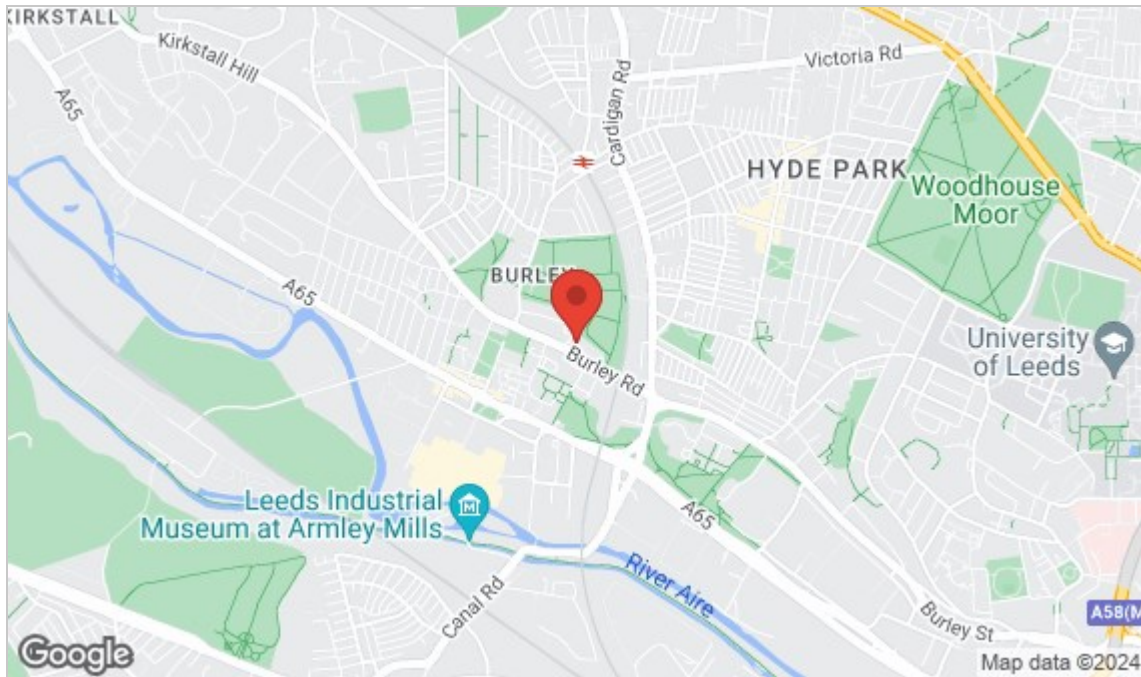 KIRKSTALL
Kirkstall Hill
A65
Cardigan Rd
Victoria Rd
HYDE PARK
Woodhouse
Moor
BURLEY
A65
Burley Rd
University
of Leeds
Leeds Industrial
Museum at Armley Mills
A65
River Aire
Canal Rd
Burley St
A58(M
Google
Map data ©2024